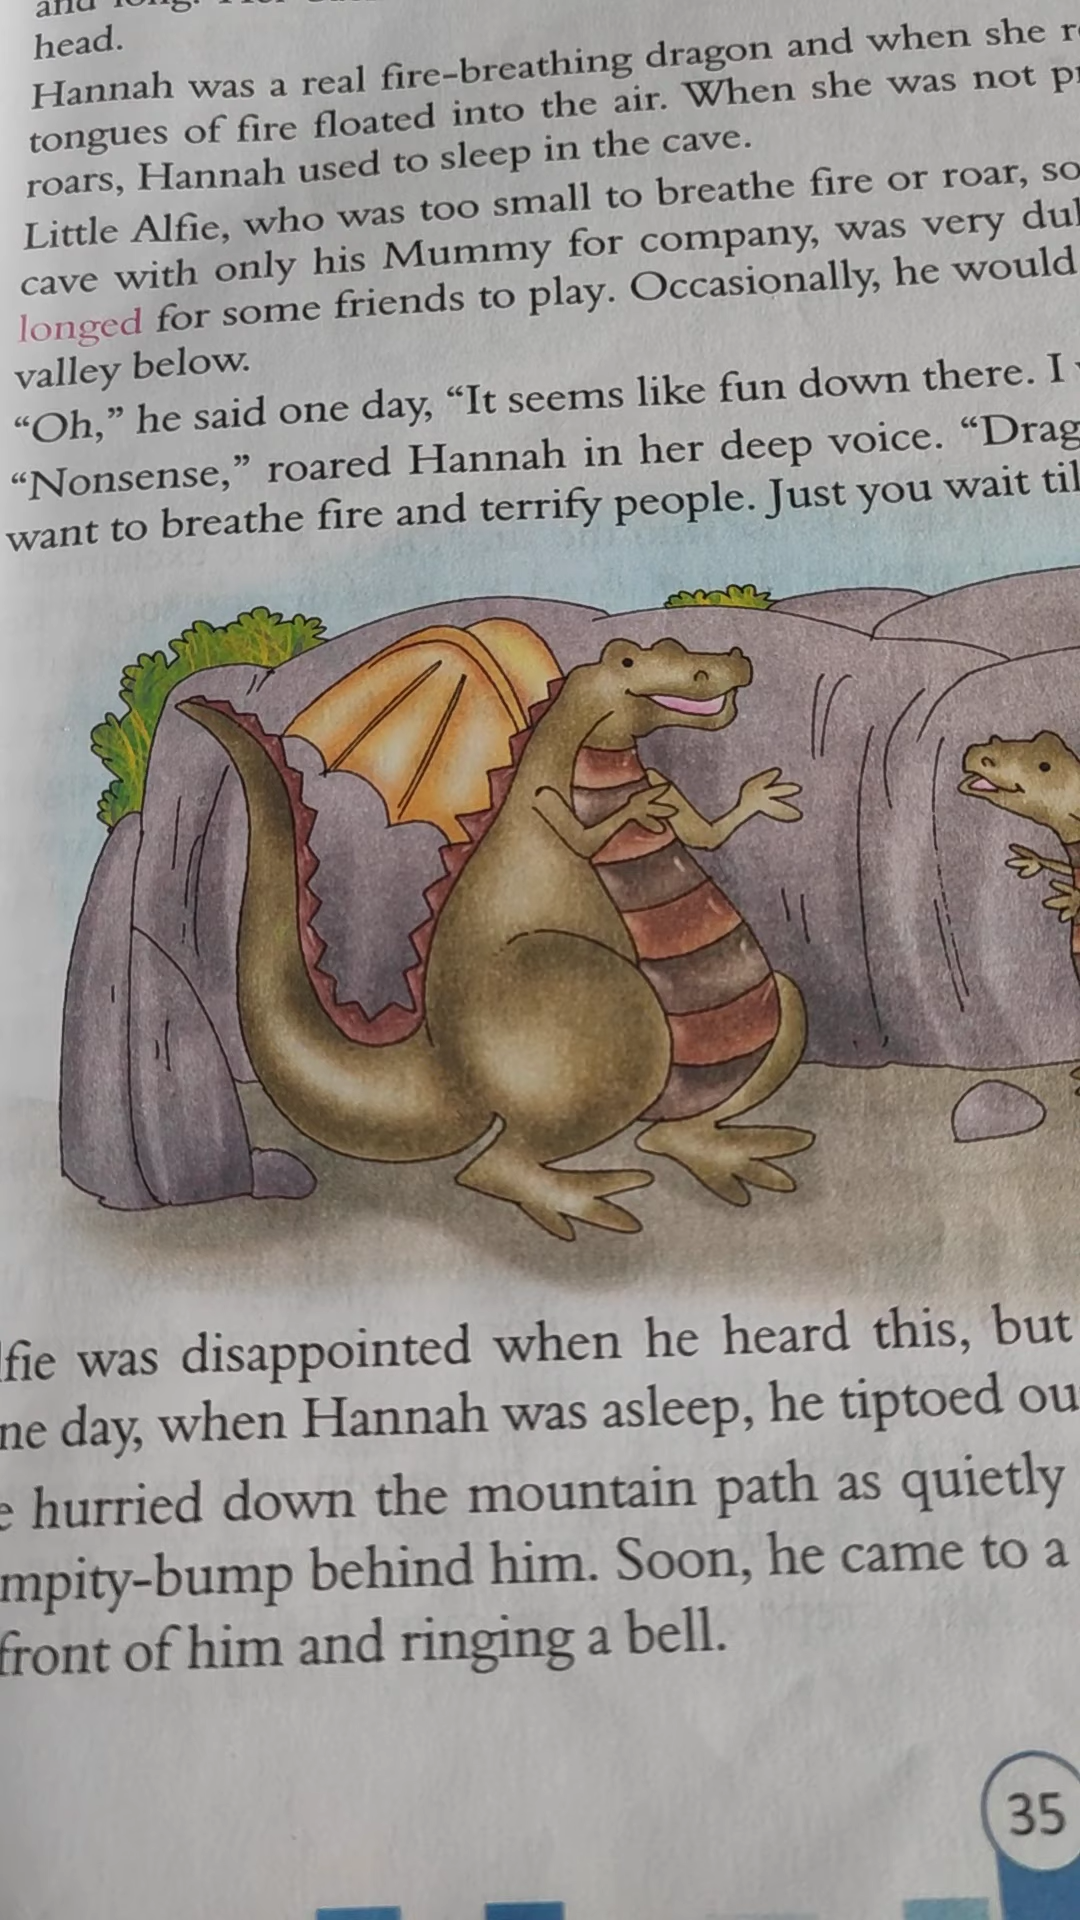 and long.
head.
Hannah was a real fire-breathing dragon and when she
tongues of fire floated into the air. When she was not
roars, Hannah used to sleep in the cave.
Little Alfie, who was too small to breathe fire or roar, so
cave with only his Mummy for company, was very
longed for some friends to play. Occasionally, he would
valley below.
“Oh,” he said one day, “It seems like fun down there. I
“Nonsense,” roared Hannah in her deep voice. “Drag
want to breathe fire and terrify people. Just you wait
lfie was disappointed when he heard this, but
ne day, when Hannah was asleep, he tiptoed ou
e hurried down the mountain path as quietly
mpity-bump behind him. Soon, he came to a
front of him and ringing a bell.
35